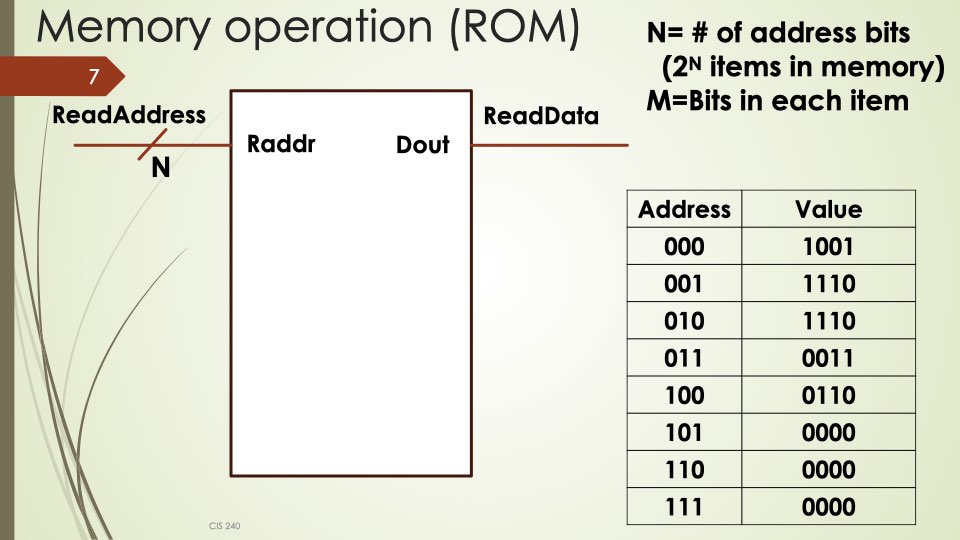 Memory operation (ROM)
7
N= # of address bits
(2ᴺ items in memory)
M=Bits in each item
ReadAddress
N
Raddr
Dout
ReadData
Address Value
000 1001
001 1110
010 1110
011 0011
100 0110
101 0000
110 0000
111 0000
CIS 240